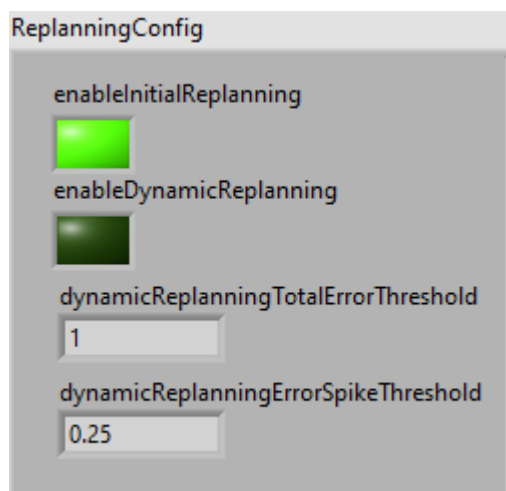 ReplanningConfig
enableInitialReplanning
enableDynamicReplanning
dynamicReplanningTotalErrorThreshold
1
dynamicReplanningErrorSpikeThreshold
0.25